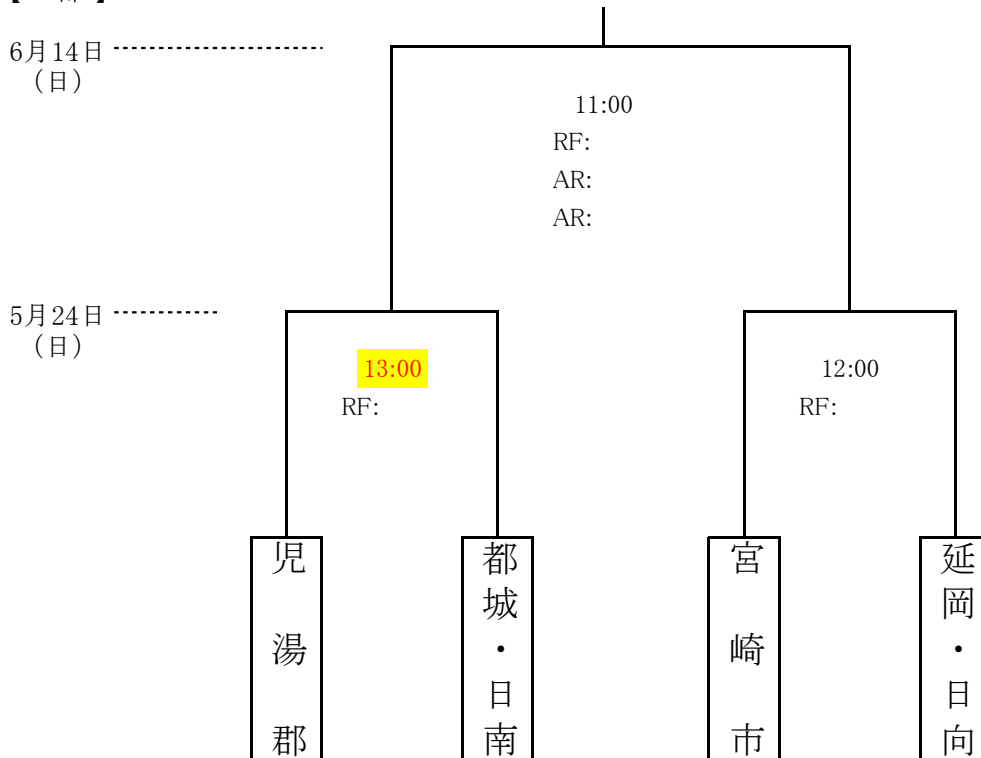 6月14日
(日)
11:00
RF:
AR:
AR:
5月24日
(日)
13:00
RF:
12:00
RF:
児湯郡
都城・日南
宮崎市
延岡・日向